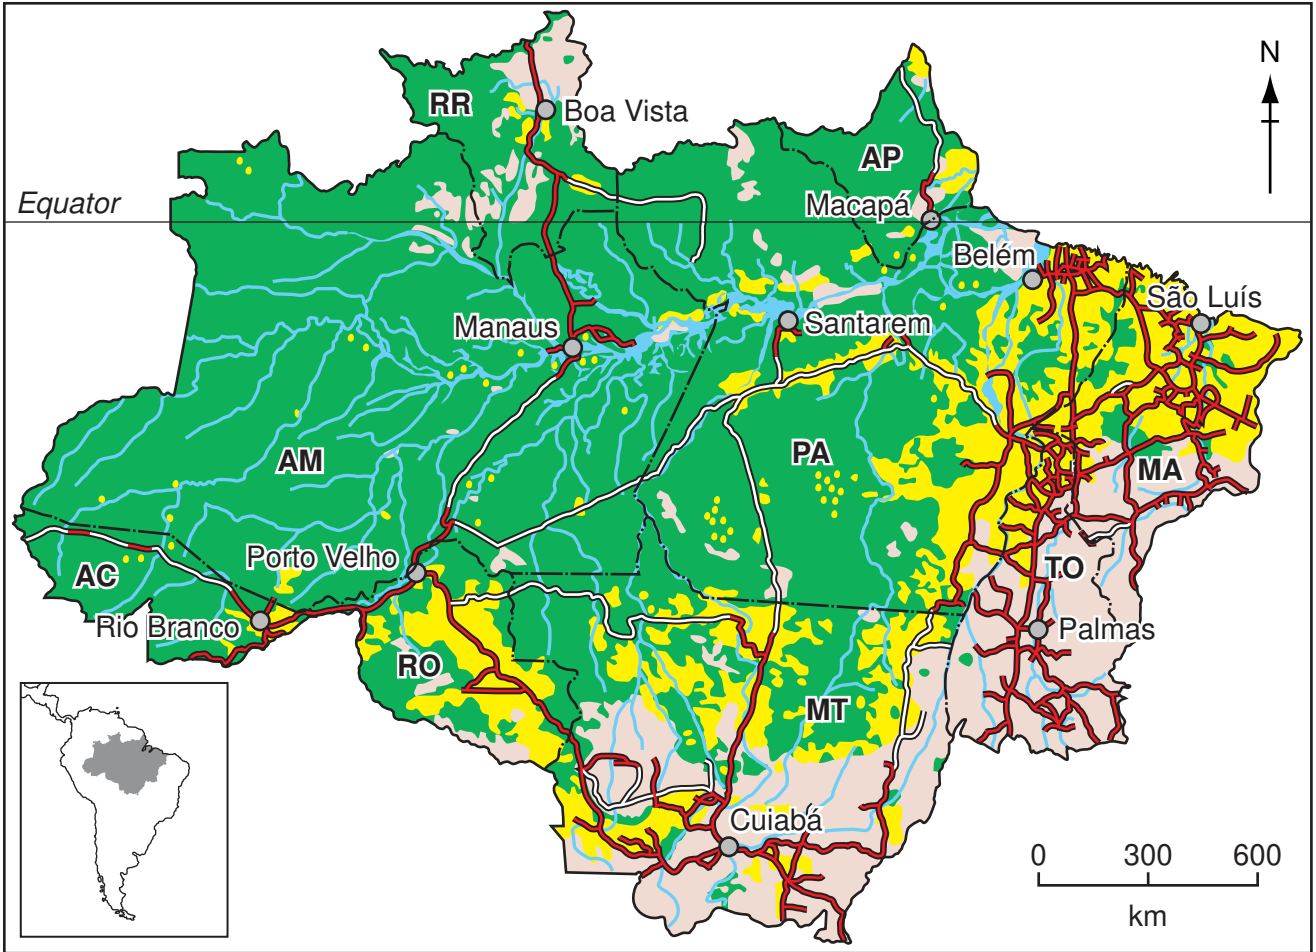 N
RR
Boa Vista
AP
Equator
Macapá
Belém
São Luís
Manaus
Santarem
AM
PA
MA
Porto Velho
AC
TO
Rio Branco
Palmas
RO
MT
Cuiabá
0 300 600
km